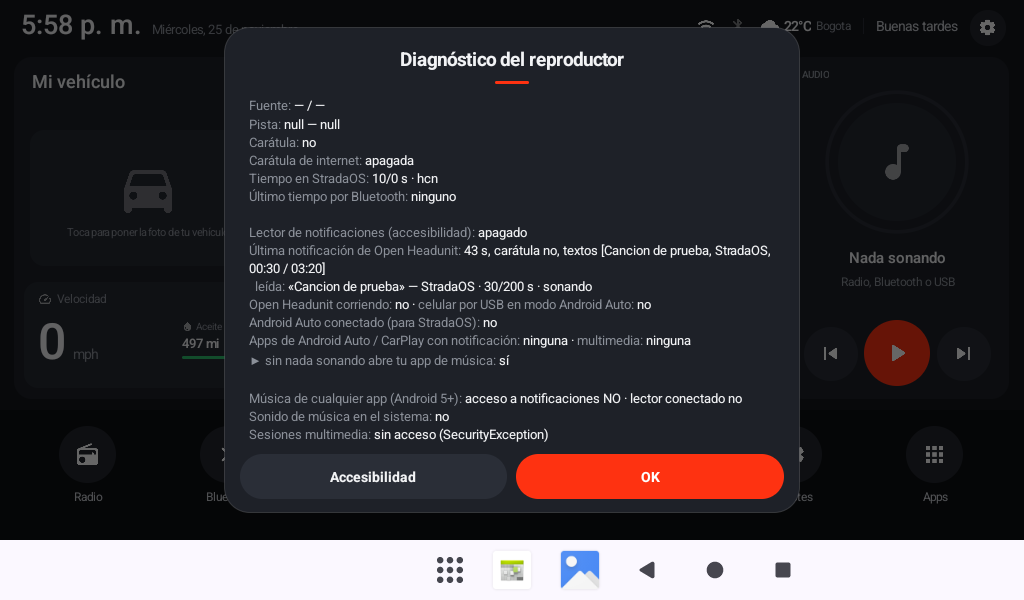 5:58 p. m.
Miércoles, 25 de noviembre
22°C Bogota
Buenas tardes
Mi vehículo
AUDIO
Diagnóstico del reproductor
Fuente: — / —
Pista: null — null
Carátula: no
Carátula de internet: apagada
Tiempo en StradaOS: 10/0 s · hcn
Último tiempo por Bluetooth: ninguno
Lector de notificaciones (accesibilidad): apagado
Última notificación de Open Headunit: 43 s, carátula no, textos [Cancion de prueba, StradaOS,
00:30 / 03:20]
leída: «Cancion de prueba» — StradaOS · 30/200 s · sonando
Open Headunit corriendo: no · celular por USB en modo Android Auto: no
Android Auto conectado (para StradaOS): no
Apps de Android Auto / CarPlay con notificación: ninguna · multimedia: ninguna
► sin nada sonando abre tu app de música: sí
Música de cualquier app (Android 5+): acceso a notificaciones NO · lector conectado no
Sonido de música en el sistema: no
Sesiones multimedia: sin acceso (SecurityException)
Accesibilidad
OK
Toca para poner la foto de tu vehículo
Velocidad
0 mph
Aceite
497 mi
Nada sonando
Radio, Bluetooth o USB
Radio
Apps